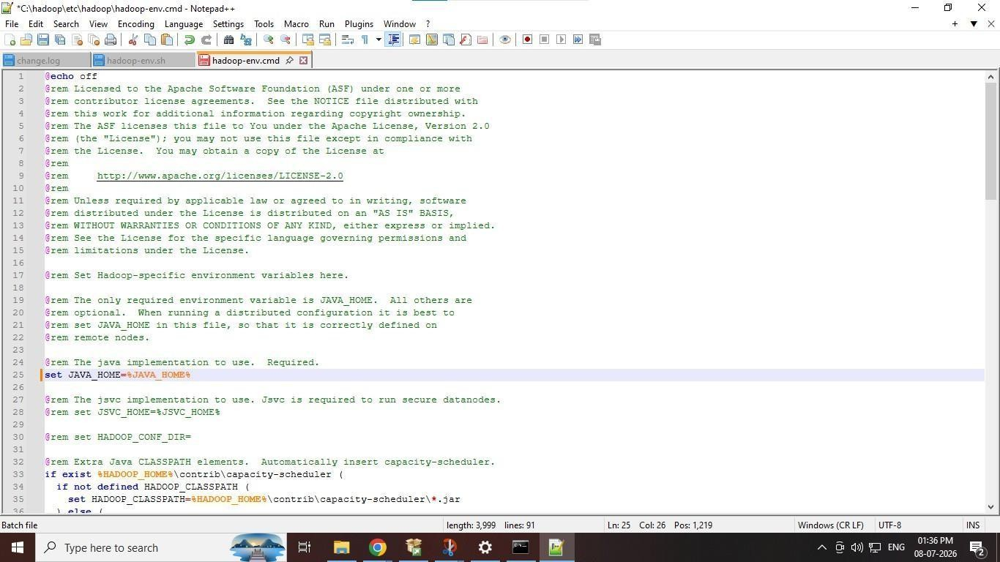 *C:\hadoop\etc\hadoop\hadoop-env.cmd - Notepad++
File Edit Search View Encoding Language Settings Tools Macro Run Plugins Window ?
change.log hadoop-env.sh hadoop-env.cmd
1 @echo off
2 @rem Licensed to the Apache Software Foundation (ASF) under one or more
3 @rem contributor license agreements.  See the NOTICE file distributed with
4 @rem this work for additional information regarding copyright ownership.
5 @rem The ASF licenses this file to You under the Apache License, Version 2.0
6 @rem (the "License"); you may not use this file except in compliance with
7 @rem the License.  You may obtain a copy of the License at
8 @rem
9 @rem     http://www.apache.org/licenses/LICENSE-2.0
10 @rem
11 @rem Unless required by applicable law or agreed to in writing, software
12 @rem distributed under the License is distributed on an "AS IS" BASIS,
13 @rem WITHOUT WARRANTIES OR CONDITIONS OF ANY KIND, either express or implied.
14 @rem See the License for the specific language governing permissions and
15 @rem limitations under the License.
16
17 @rem Set Hadoop-specific environment variables here.
18
19 @rem The only required environment variable is JAVA_HOME.  All others are
20 @rem optional.  When running a distributed configuration it is best to
21 @rem set JAVA_HOME in this file, so that it is correctly defined on
22 @rem remote nodes.
23
24 @rem The java implementation to use.  Required.
25 set JAVA_HOME=%JAVA_HOME%
26
27 @rem The jsvc implementation to use. Jsvc is required to run secure datanodes.
28 @rem set JSVC_HOME=%JSVC_HOME%
29
30 @rem set HADOOP_CONF_DIR=
31
32 @rem Extra Java CLASSPATH elements.  Automatically insert capacity-scheduler.
33 if exist %HADOOP_HOME%\contrib\capacity-scheduler (
34   if not defined HADOOP_CLASSPATH (
35     set HADOOP_CLASSPATH=%HADOOP_HOME%\contrib\capacity-scheduler\*.jar
36   ) else (
Batch file length: 3,999 lines: 91 Ln: 25 Col: 26 Pos: 1,219 Windows (CR LF) UTF-8 INS
Type here to search ENG 01:36 PM
08-07-2026 2